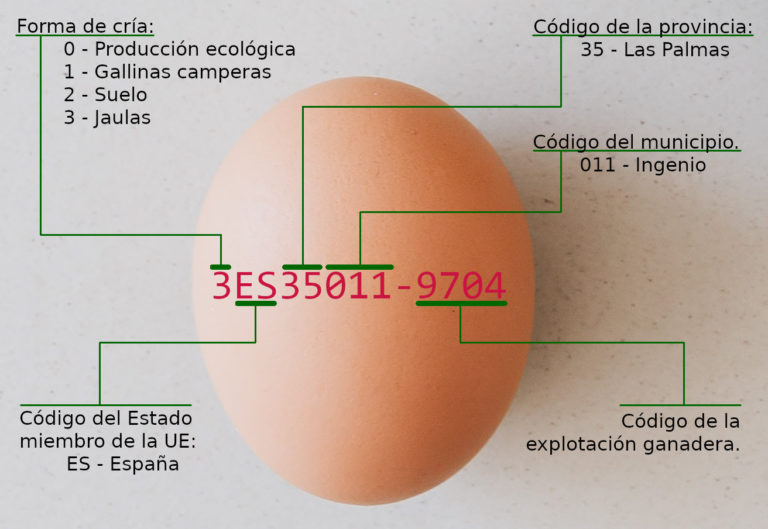 Forma de cría:
0 - Producción ecológica
1 - Gallinas camperas
2 - Suelo
3 - Jaulas
Código de la provincia:
35 - Las Palmas
Código del municipio.
011 - Ingenio
3ES35011-9704
Código del Estado
miembro de la UE:
ES - España
Código de la
explotación ganadera.